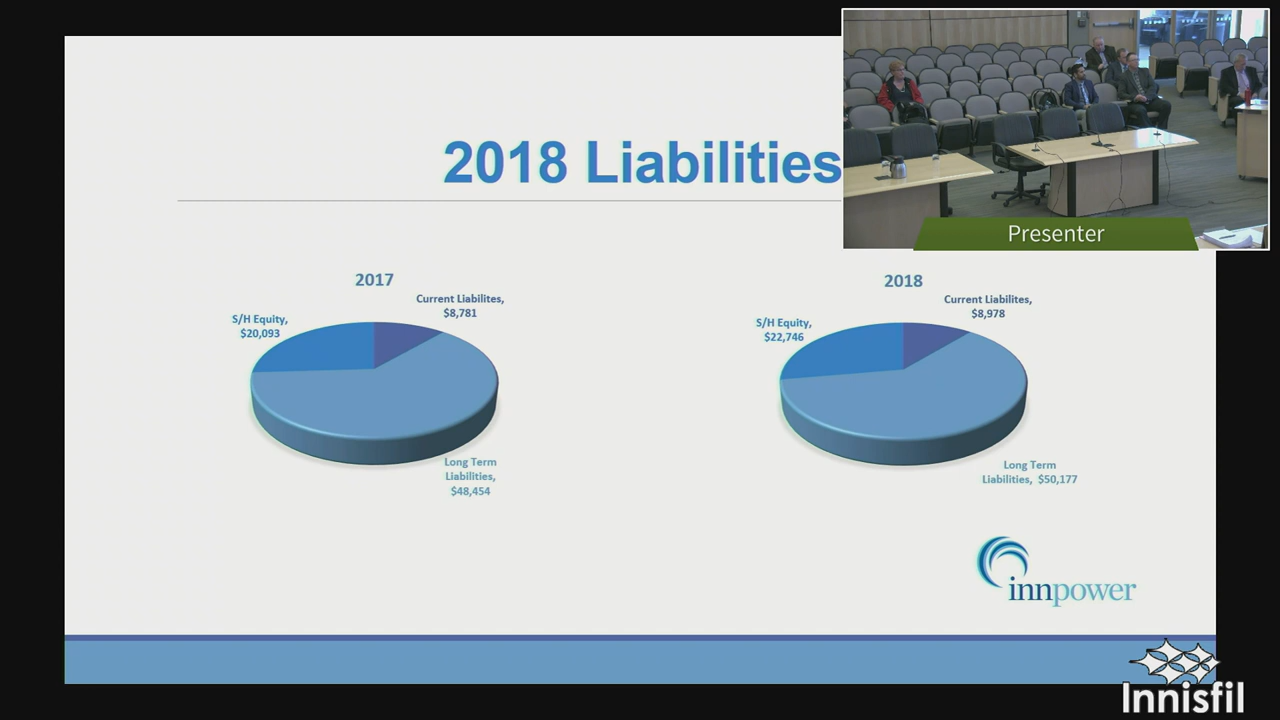 2018 Liabilities
Presenter
2017
Current Liabilites,
$8,781
S/H Equity,
$20,093
Long Term
Liabilities,
$48,454
2018
Current Liabilites,
$8,978
S/H Equity,
$22,746
Long Term
Liabilities, $50,177
innpower
Innisfil